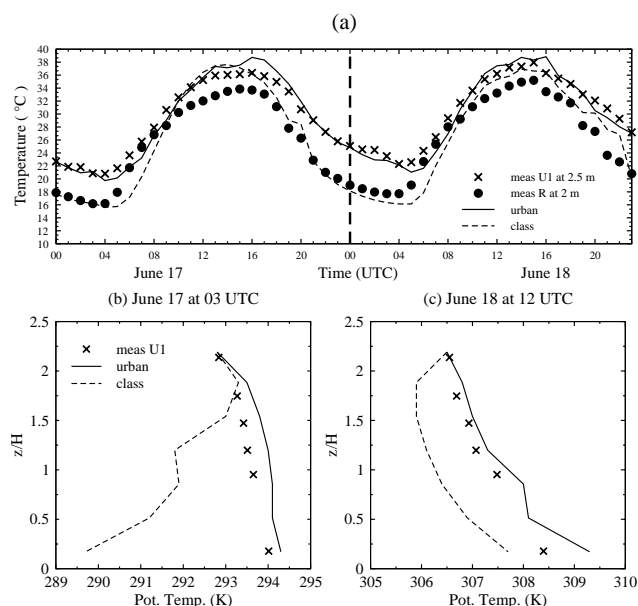 (a)
Temperature ( °C)
40
38
36
34
32
30
28
26
24
22
20
18
16
14
12
10
meas U1 at 2.5 m
meas R at 2 m
urban
class
00 04 08 12 16 20 00 04 08 12 16 20
June 17 Time (UTC) June 18
(b) June 17 at 03 UTC
z/H
2.5
2
1.5
1
0.5
0
meas U1
urban
class
289 290 291 292 293 294 295
Pot. Temp. (K)
(c) June 18 at 12 UTC
z/H
2.5
2
1.5
1
0.5
0
305 306 307 308 309 310
Pot. Temp. (K)